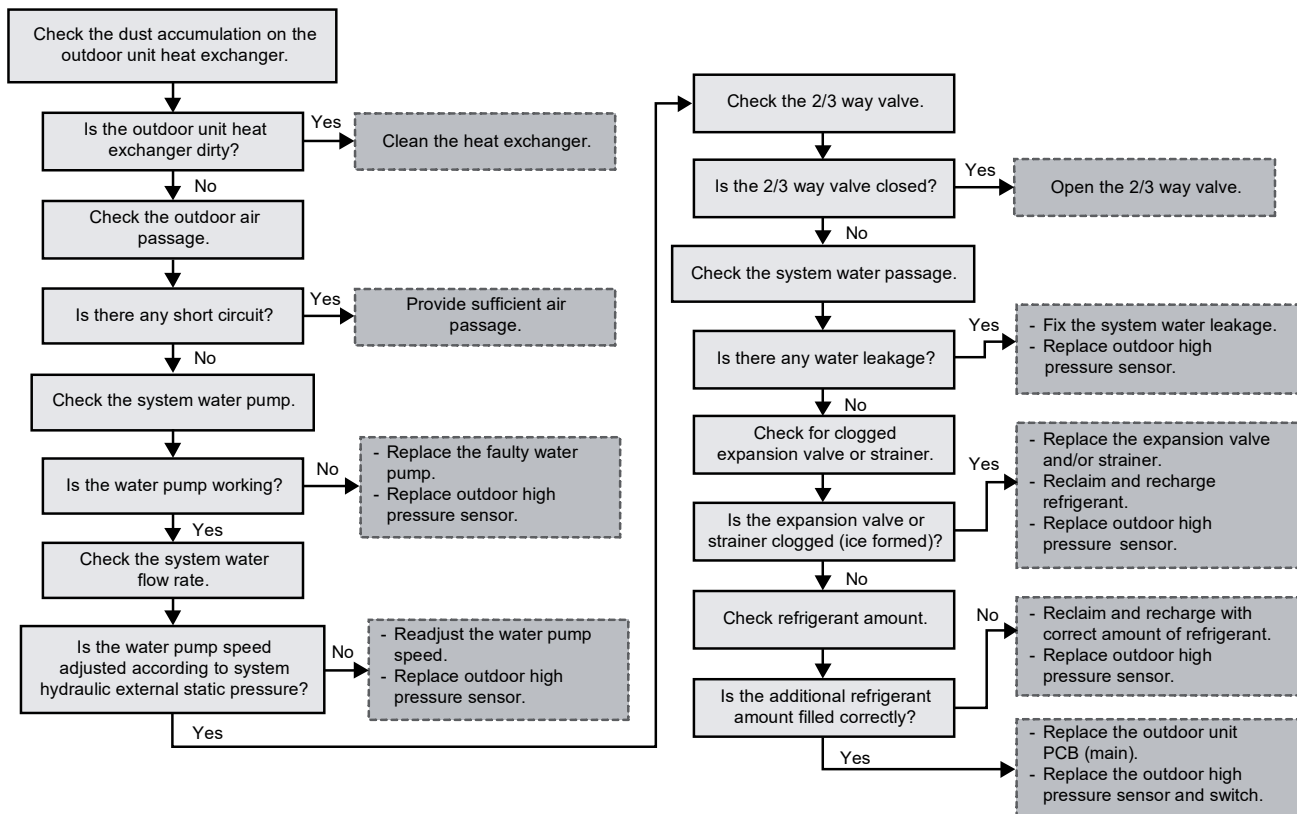 Check the dust accumulation on the
outdoor unit heat exchanger.
Is the outdoor unit heat
exchanger dirty?
Yes
Clean the heat exchanger.
No
Check the outdoor air
passage.
Is there any short circuit?
Yes
Provide sufficient air
passage.
No
Check the system water pump.
Is the water pump working?
No
- Replace the faulty water
pump.
- Replace outdoor high
pressure sensor.
Yes
Check the system water
flow rate.
Is the water pump speed
adjusted according to system
hydraulic external static pressure?
No
- Readjust the water pump
speed.
- Replace outdoor high
pressure sensor.
Yes
Check the 2/3 way valve.
Is the 2/3 way valve closed?
Yes
Open the 2/3 way valve.
No
Check the system water passage.
Is there any water leakage?
Yes
- Fix the system water leakage.
- Replace outdoor high
pressure sensor.
No
Check for clogged
expansion valve or strainer.
Is the expansion valve or
strainer clogged (ice formed)?
Yes
- Replace the expansion valve
and/or strainer.
- Reclaim and recharge
refrigerant.
- Replace outdoor high
pressure sensor.
No
Check refrigerant amount.
Is the additional refrigerant
amount filled correctly?
No
- Reclaim and recharge with
correct amount of refrigerant.
- Replace outdoor high
pressure sensor.
Yes
- Replace the outdoor unit
PCB (main).
- Replace the outdoor high
pressure sensor and switch.